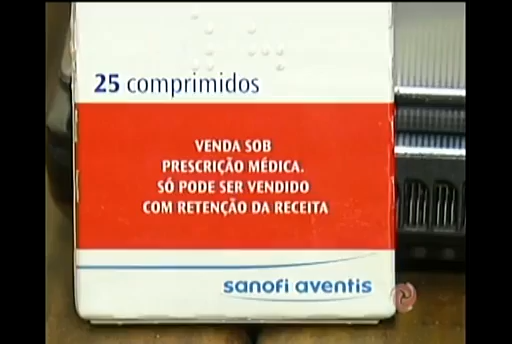 25 comprimidos
VENDA SOB
PRESCRIÇÃO MÉDICA.
SÓ PODE SER VENDIDO
COM RETENÇÃO DA RECEITA
sanofi aventis